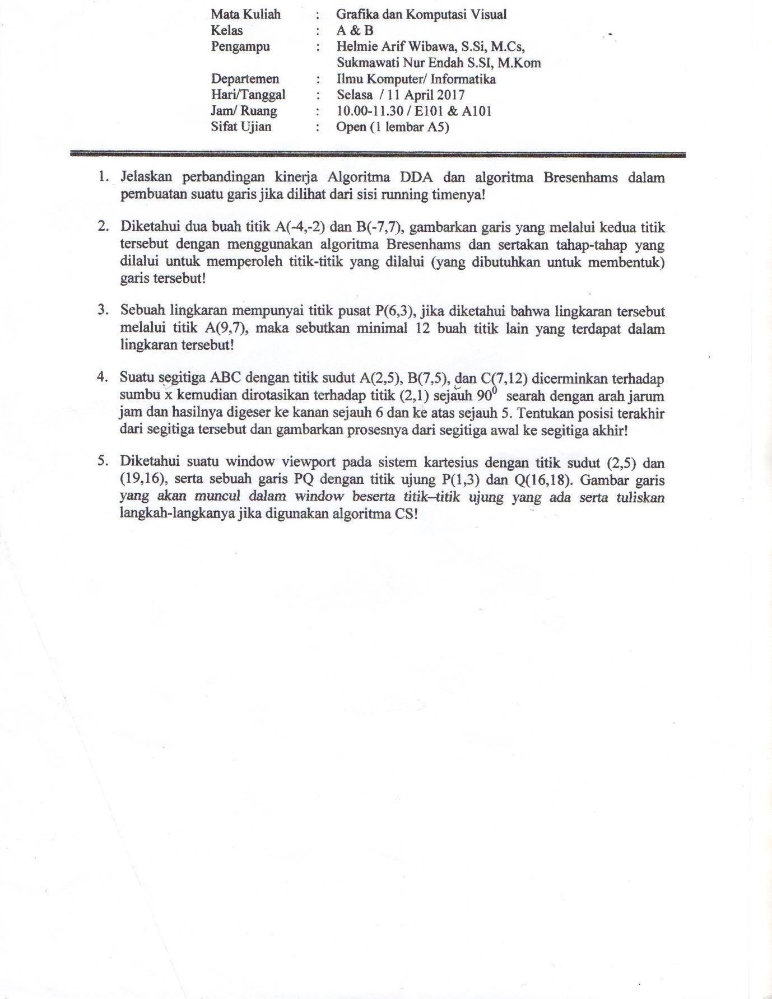 Mata Kuliah : Grafika dan Komputasi Visual
Kelas : A & B
Pengampu : Helmie Arif Wibawa, S.Si, M.Cs,
Sukmawati Nur Endah S.SI, M.Kom
Departemen : Ilmu Komputer/ Informatika
Hari/Tanggal : Selasa / 11 April 2017
Jam/ Ruang : 10.00-11.30 / E101 & A101
Sifat Ujian : Open (1 lembar A5)
1. Jelaskan perbandingan kinerja Algoritma DDA dan algoritma Bresenhams dalam
pembuatan suatu garis jika dilihat dari sisi running timenya!
2. Diketahui dua buah titik A(-4,-2) dan B(-7,7), gambarkan garis yang melalui kedua titik
tersebut dengan menggunakan algoritma Bresenhams dan sertakan tahap-tahap yang
dilalui untuk memperoleh titik-titik yang dilalui (yang dibutuhkan untuk membentuk)
garis tersebut!
3. Sebuah lingkaran mempunyai titik pusat P(6,3), jika diketahui bahwa lingkaran tersebut
melalui titik A(9,7), maka sebutkan minimal 12 buah titik lain yang terdapat dalam
lingkaran tersebut!
4. Suatu segitiga ABC dengan titik sudut A(2,5), B(7,5), dan C(7,12) dicerminkan terhadap
sumbu x kemudian dirotasikan terhadap titik (2,1) sejauh 90⁰ searah dengan arah jarum
jam dan hasilnya digeser ke kanan sejauh 6 dan ke atas sejauh 5. Tentukan posisi terakhir
dari segitiga tersebut dan gambarkan prosesnya dari segitiga awal ke segitiga akhir!
5. Diketahui suatu window viewport pada sistem kartesius dengan titik sudut (2,5) dan
(19,16), serta sebuah garis PQ dengan titik ujung P(1,3) dan Q(16,18). Gambar garis
yang akan muncul dalam window beserta titik–titik ujung yang ada serta tuliskan
langkah-langkanya jika digunakan algoritma CS!